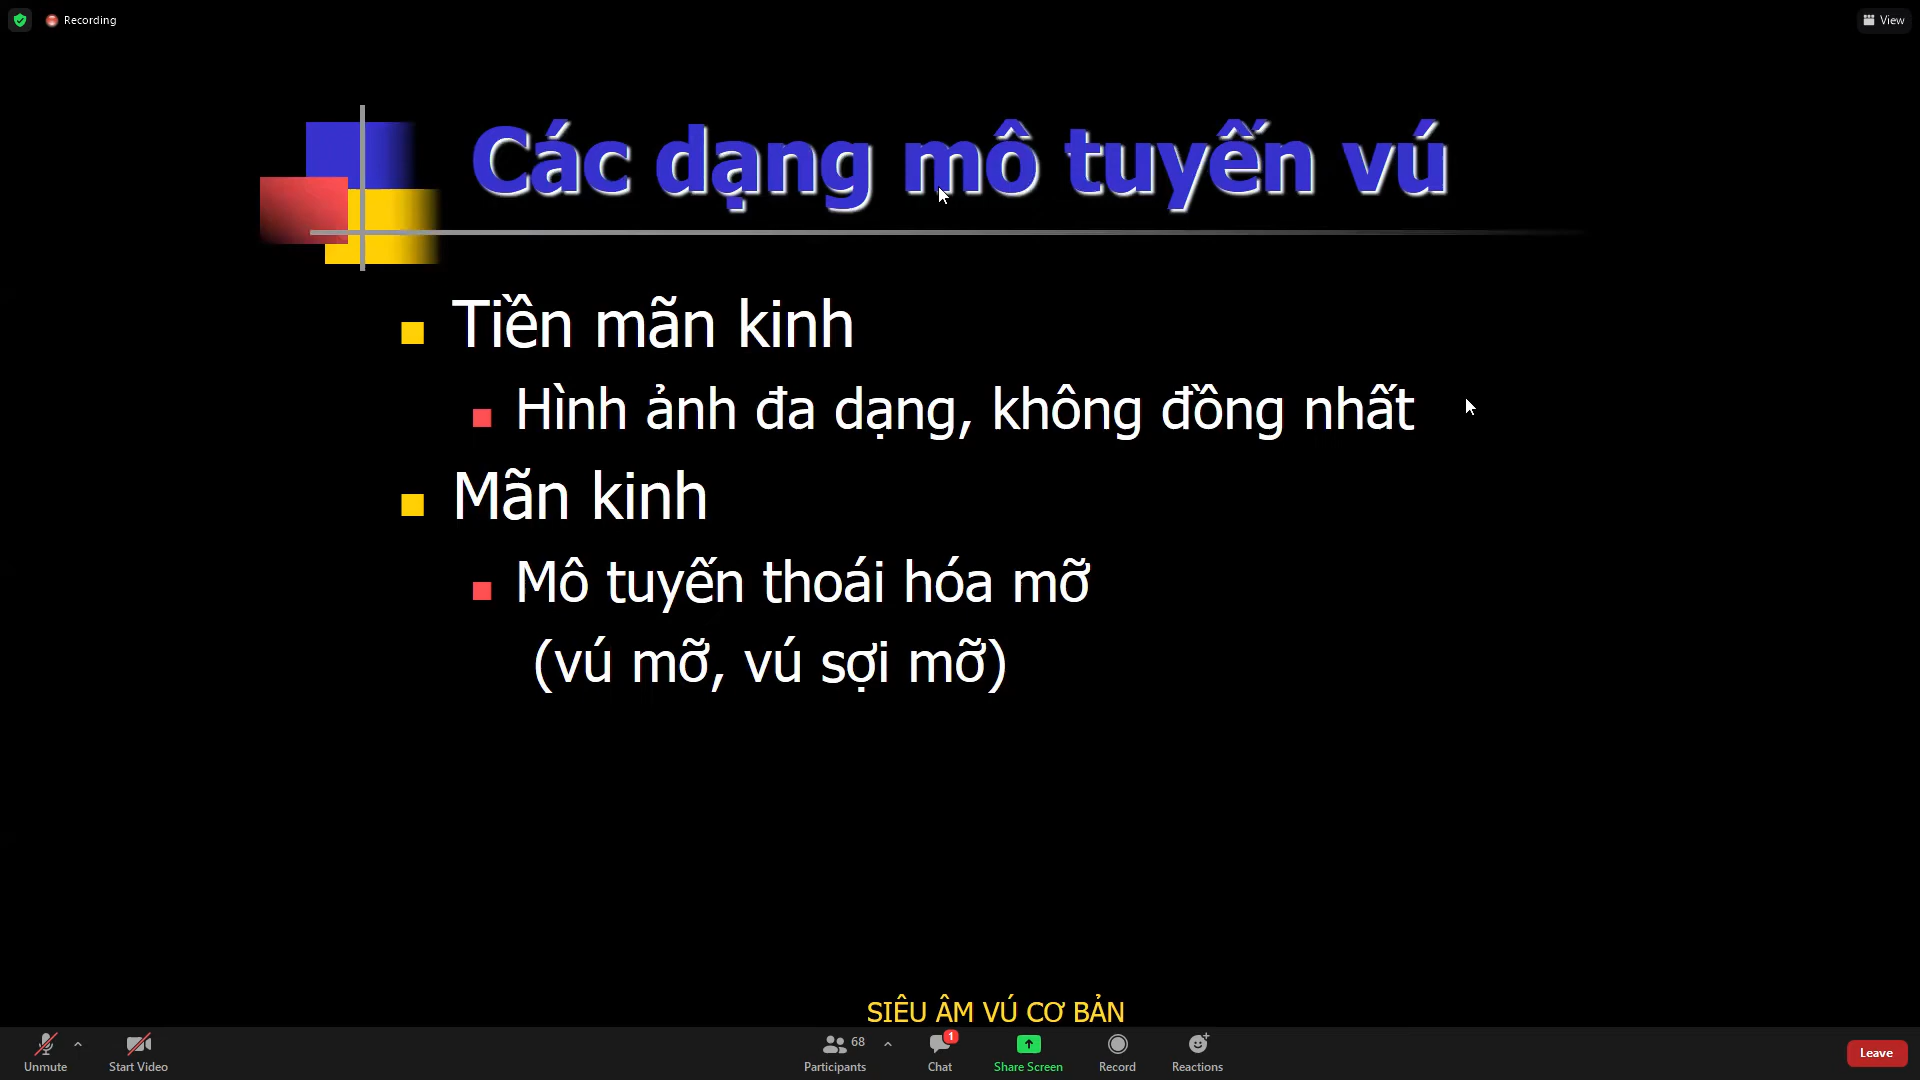 Recording
View
Các dạng mô tuyến vú
Tiền mãn kinh
Hình ảnh đa dạng, không đồng nhất
Mãn kinh
Mô tuyến thoái hóa mỡ
(vú mỡ, vú sợi mỡ)
SIÊU ÂM VÚ CƠ BẢN
Unmute
Start Video
68
Participants
1
Chat
Share Screen
Record
Reactions
Leave